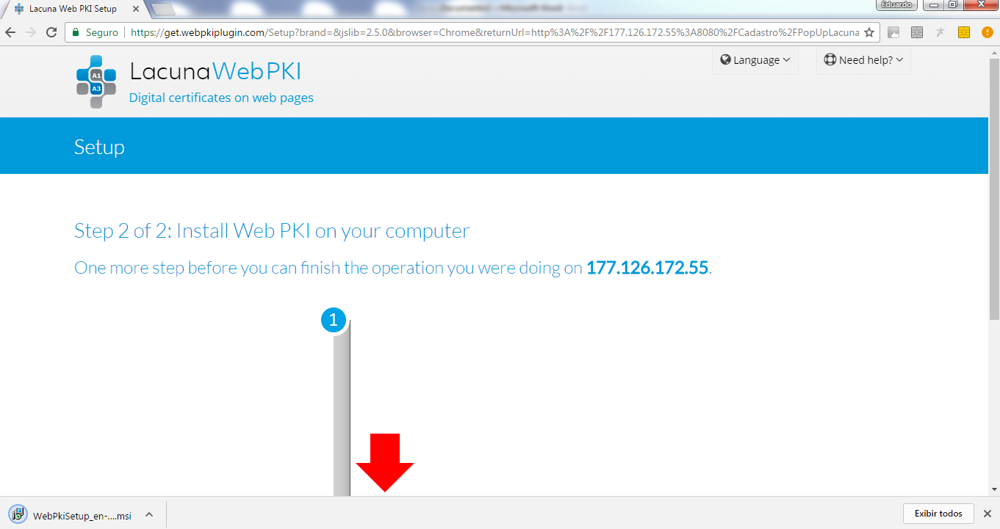 Lacuna Web PKI Setup
Eduardo
Seguro
https://get.webpkiplugin.com/Setup?brand=&jslib=2.5.0&browser=Chrome&returnUrl=http%3A%2F%2F177.126.172.55%3A8080%2FCadastro%2FPopUpLacuna
A1
A3
LacunaWebPKI
Digital certificates on web pages
Language
Need help?
Setup
Step 2 of 2: Install Web PKI on your computer
One more step before you can finish the operation you were doing on 177.126.172.55.
1
WebPkiSetup_en-....msi
Exibir todos